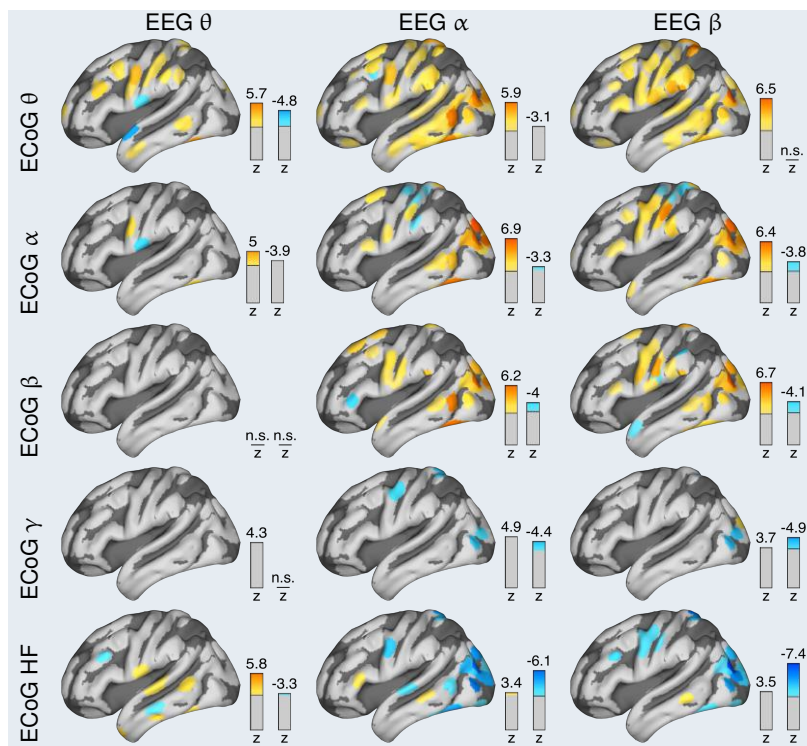 EEG θ EEG α EEG β
ECoG θ
5.7 -4.8
z z
5.9 -3.1
z z
6.5 n.s.
z z
ECoG α
5 -3.9
z z
6.9 -3.3
z z
6.4 -3.8
z z
ECoG β
n.s. n.s.
z z
6.2 -4
z z
6.7 -4.1
z z
ECoG γ
4.3 n.s.
z z
4.9 -4.4
z z
3.7 -4.9
z z
ECoG HF
5.8 -3.3
z z
3.4 -6.1
z z
3.5 -7.4
z z